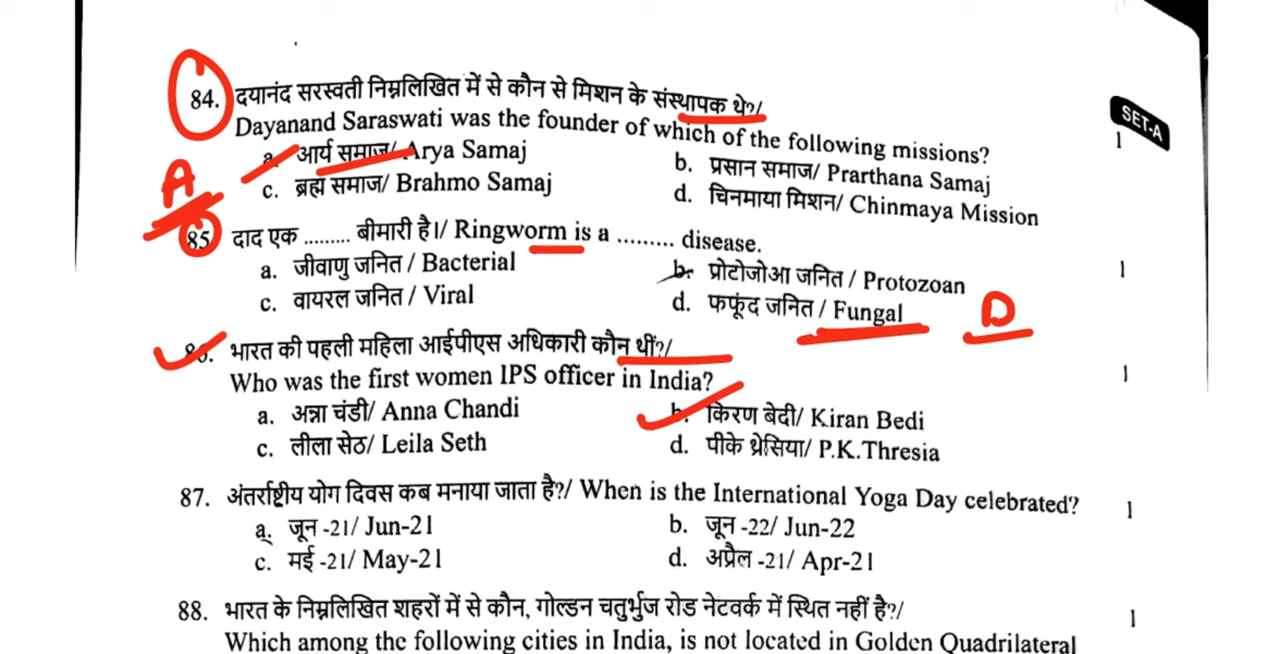 SET-A
84. दयानंद सरस्वती निम्नलिखित में से कौन से मिशन के संस्थापक थे?/
Dayanand Saraswati was the founder of which of the following missions? 1
a. आर्य समाज/ Arya Samaj b. प्रसान समाज/ Prarthana Samaj
A
c. ब्रह्म समाज/ Brahmo Samaj d. चिनमाया मिशन/ Chinmaya Mission
85. दाद एक ......... बीमारी है।/ Ringworm is a ......... disease. 1
a. जीवाणु जनित / Bacterial b. प्रोटोजोआ जनित / Protozoan
c. वायरल जनित / Viral d. फफूंद जनित / Fungal D
86. भारत की पहली महिला आईपीएस अधिकारी कौन थीं?/
Who was the first women IPS officer in India? 1
a. अन्ना चंडी/ Anna Chandi b. किरण बेदी/ Kiran Bedi
c. लीला सेठ/ Leila Seth d. पीके थ्रेसिया/ P.K.Thresia
87. अंतर्राष्ट्रीय योग दिवस कब मनाया जाता है?/ When is the International Yoga Day celebrated? 1
a. जून -21/ Jun-21 b. जून -22/ Jun-22
c. मई -21/ May-21 d. अप्रैल -21/ Apr-21
88. भारत के निम्नलिखित शहरों में से कौन, गोल्डन चतुर्भुज रोड नेटवर्क में स्थित नहीं है?/ 1
Which among the following cities in India, is not located in Golden Quadrilateral